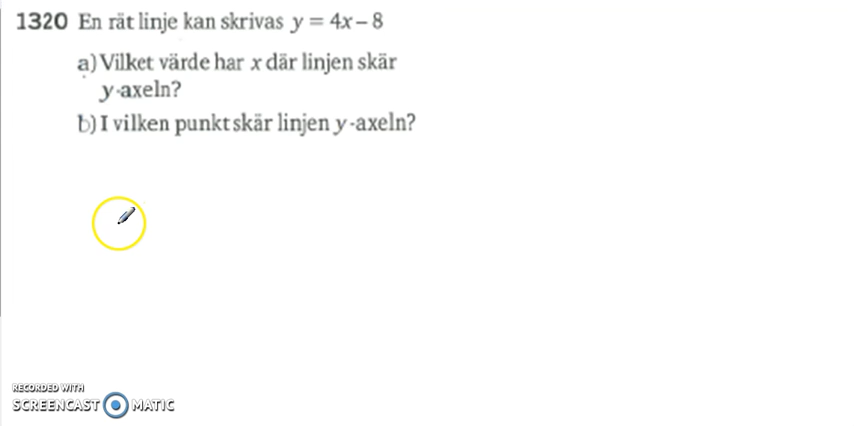 1320 En rät linje kan skrivas y = 4x – 8
a) Vilket värde har x där linjen skär
y-axeln?
b) I vilken punkt skär linjen y-axeln?
RECORDED WITH
SCREENCAST MATIC